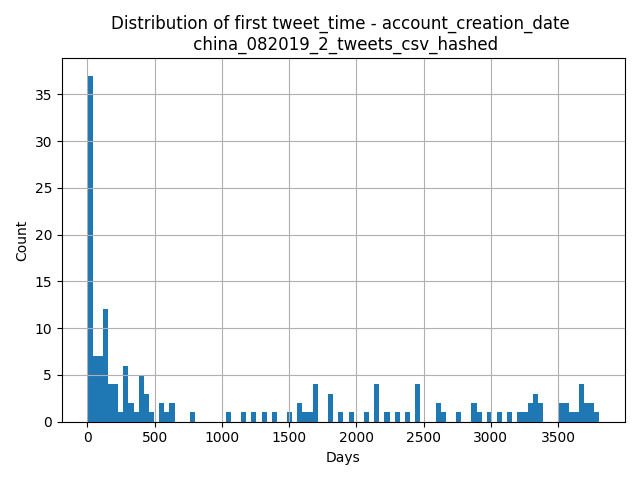 Distribution of first tweet_time - account_creation_date
china_082019_2_tweets_csv_hashed
35
30
25
20
15
10
5
0
Count
0 500 1000 1500 2000 2500 3000 3500
Days